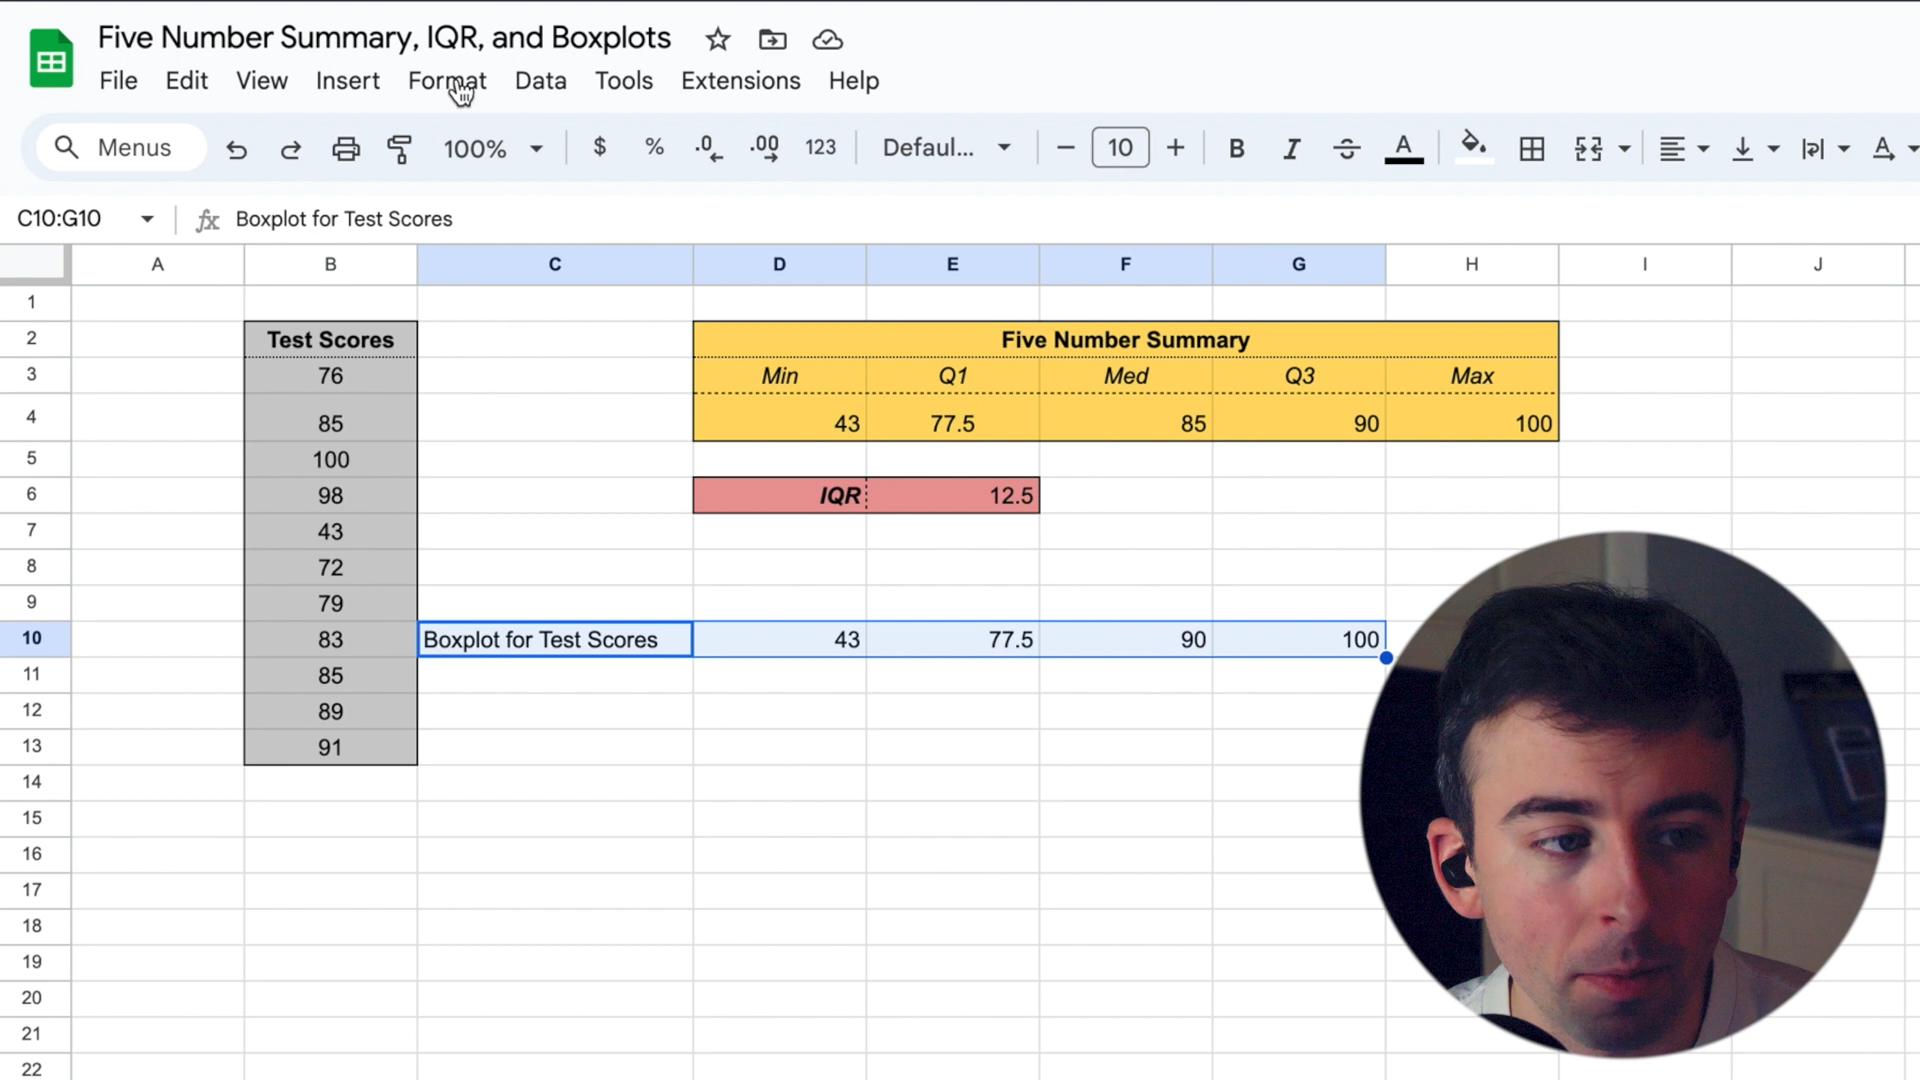 Five Number Summary, IQR, and Boxplots
File Edit View Insert Format Data Tools Extensions Help
Menus 100% $ % .0 .00 123 Defaul... 10 B I A A
C10:G10 fx Boxplot for Test Scores
A B C D E F G H I J
1
2 Test Scores Five Number Summary
3 76 Min Q1 Med Q3 Max
4 85 43 77.5 85 90 100
5 100
6 98 IQR 12.5
7 43
8 72
9 79
10 83 Boxplot for Test Scores 43 77.5 90 100
11 85
12 89
13 91
14
15
16
17
18
19
20
21
22